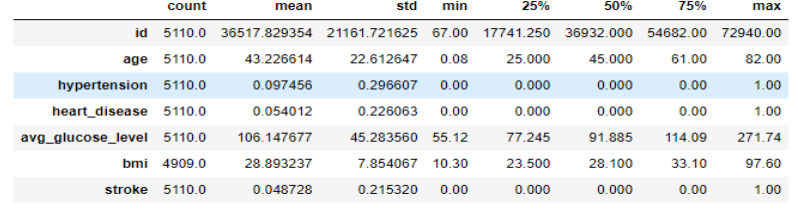 count mean std min 25% 50% 75% max
id 5110.0 36517.829354 21161.721625 67.00 17741.250 36932.000 54682.00 72940.00
age 5110.0 43.226614 22.612647 0.08 25.000 45.000 61.00 82.00
hypertension 5110.0 0.097456 0.296607 0.00 0.000 0.000 0.00 1.00
heart_disease 5110.0 0.054012 0.226063 0.00 0.000 0.000 0.00 1.00
avg_glucose_level 5110.0 106.147677 45.283560 55.12 77.245 91.885 114.09 271.74
bmi 4909.0 28.893237 7.854067 10.30 23.500 28.100 33.10 97.60
stroke 5110.0 0.048728 0.215320 0.00 0.000 0.000 0.00 1.00